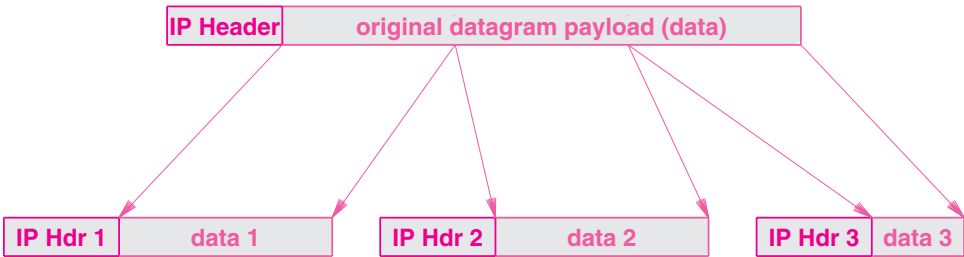 IP Header original datagram payload (data)
IP Hdr 1 data 1 IP Hdr 2 data 2 IP Hdr 3 data 3